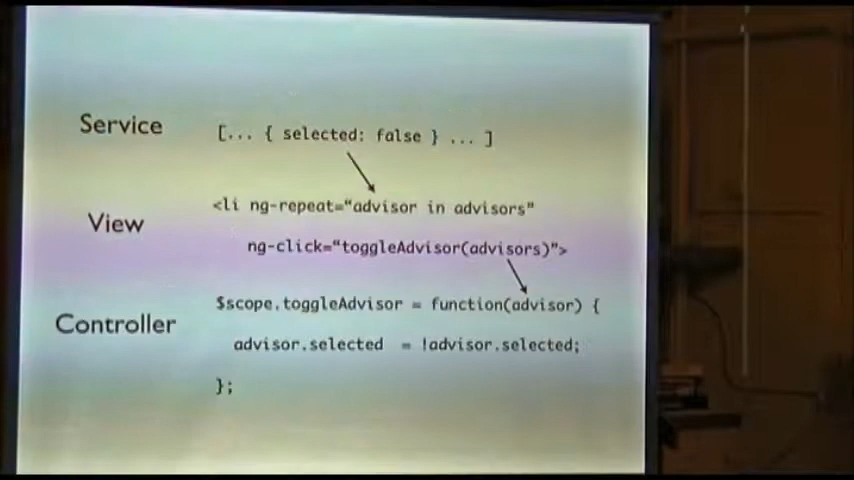 Service [... { selected: false } ... ]
View <li ng-repeat=“advisor in advisors”
ng-click=“toggleAdvisor(advisors)”>
Controller $scope.toggleAdvisor = function(advisor) {
advisor.selected = !advisor.selected;
};